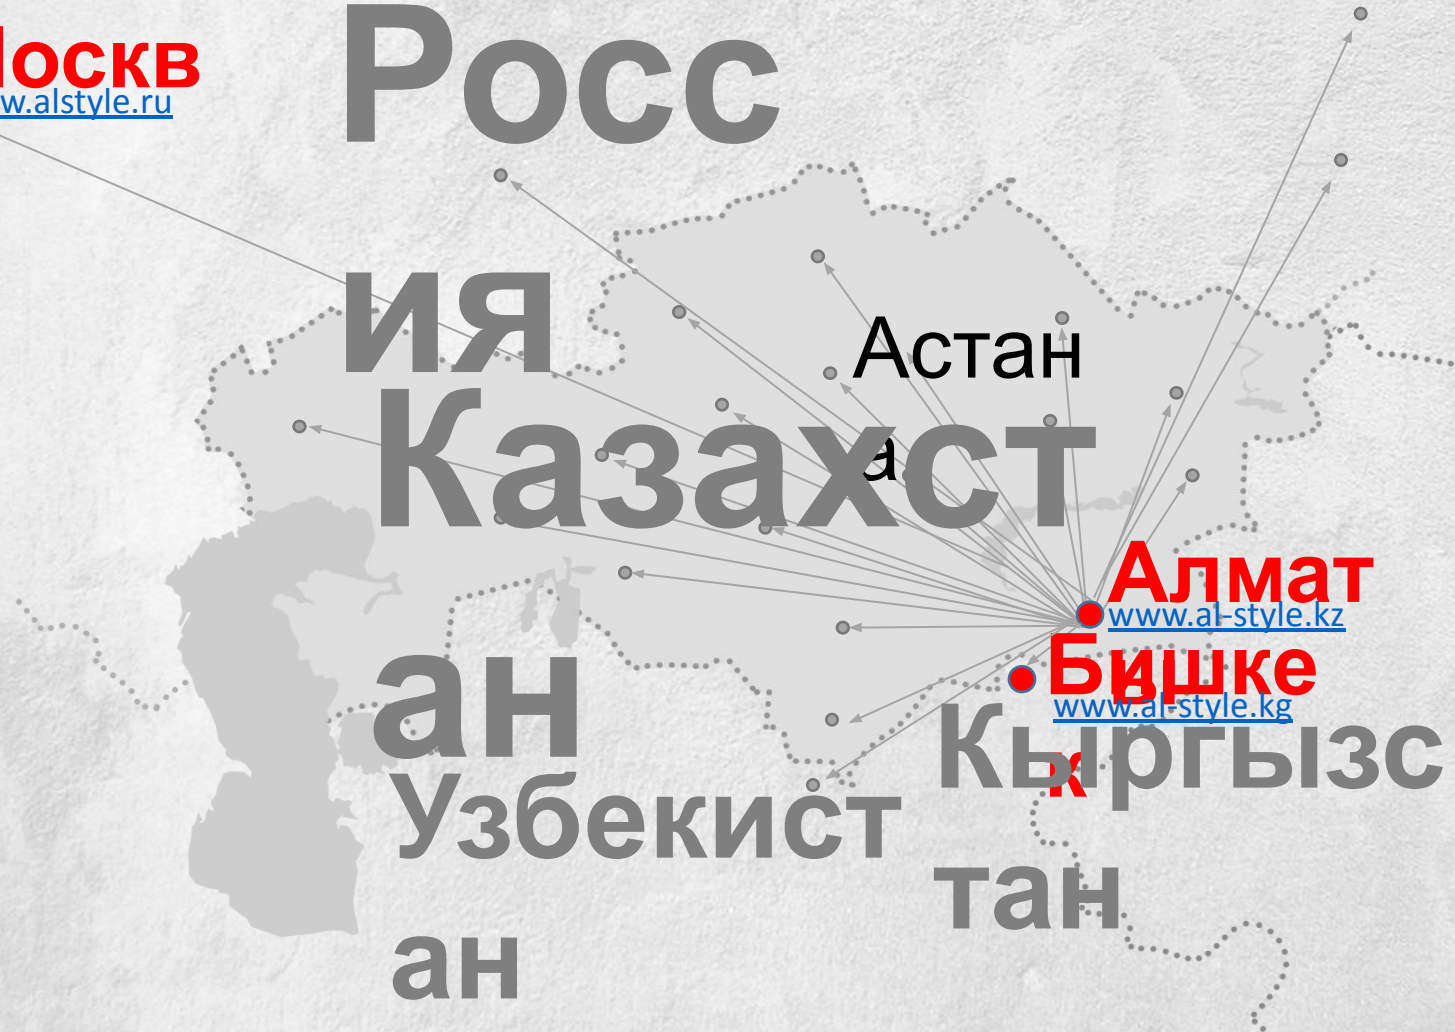 Росс
ия
оскв
w.alstyle.ru
Астан
а
Казахст
ан
Алмат
ы
www.al-style.kz
Бишке
к
www.al-style.kg
Кыргызс
тан
Узбекист
ан